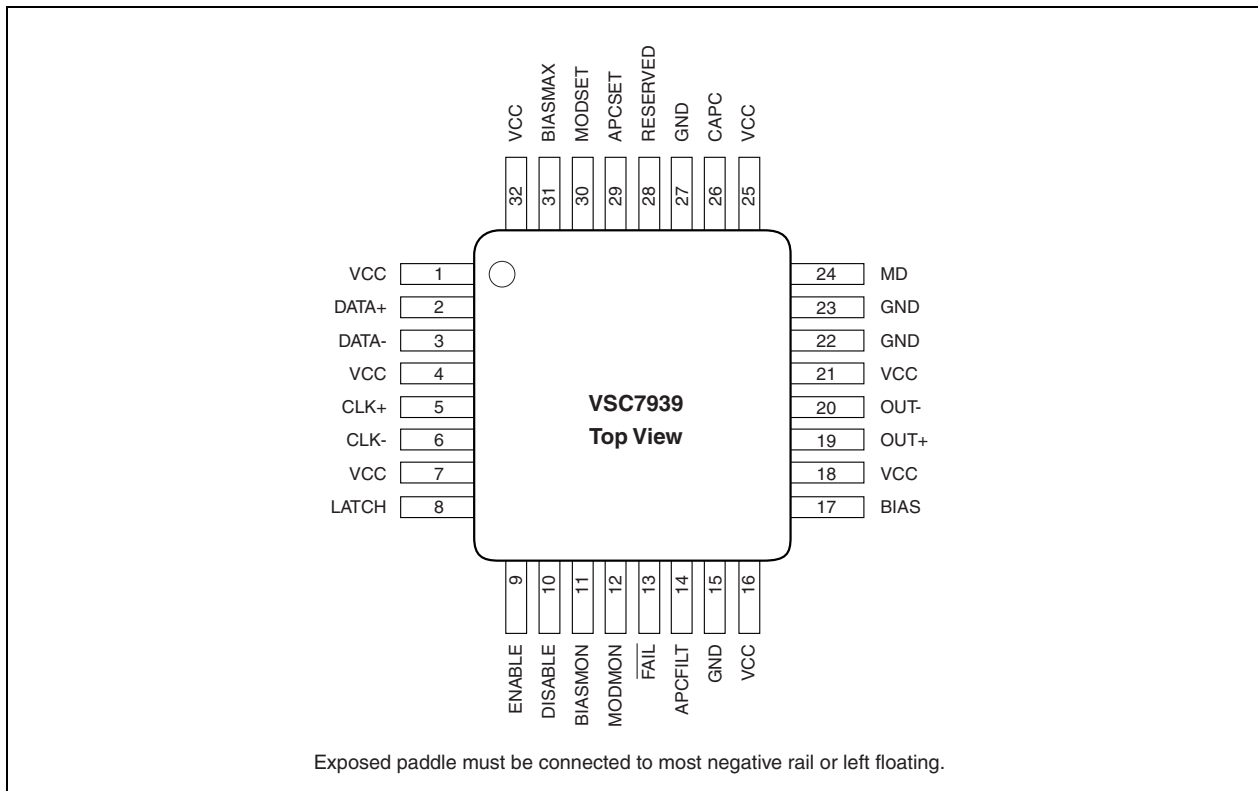 VCC
BIASMAX
MODSET
APCSET
RESERVED
GND
CAPC
VCC
32
31
30
29
28
27
26
25
VCC 1
DATA+ 2
DATA- 3
VCC 4
CLK+ 5
CLK- 6
VCC 7
LATCH 8
VSC7939
Top View
24 MD
23 GND
22 GND
21 VCC
20 OUT-
19 OUT+
18 VCC
17 BIAS
9
10
11
12
13
14
15
16
ENABLE
DISABLE
BIASMON
MODMON
FAIL
APCFILT
GND
VCC
Exposed paddle must be connected to most negative rail or left floating.